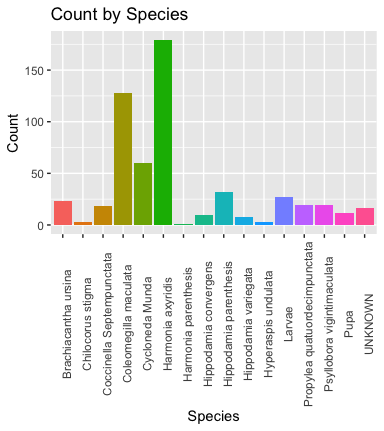 Count by Species
Count
150
100
50
0
Brachiacantha ursina
Chilocorus stigma
Coccinella Septempunctata
Coleomegilla maculata
Cycloneda Munda
Harmonia axyridis
Harmonia parenthesis
Hippodamia convergens
Hippodamia parenthesis
Hippodamia variegata
Hyperaspis undulata
Larvae
Propylea quatuordecimpunctata
Psyllobora vigintimaculata
Pupa
UNKNOWN
Species